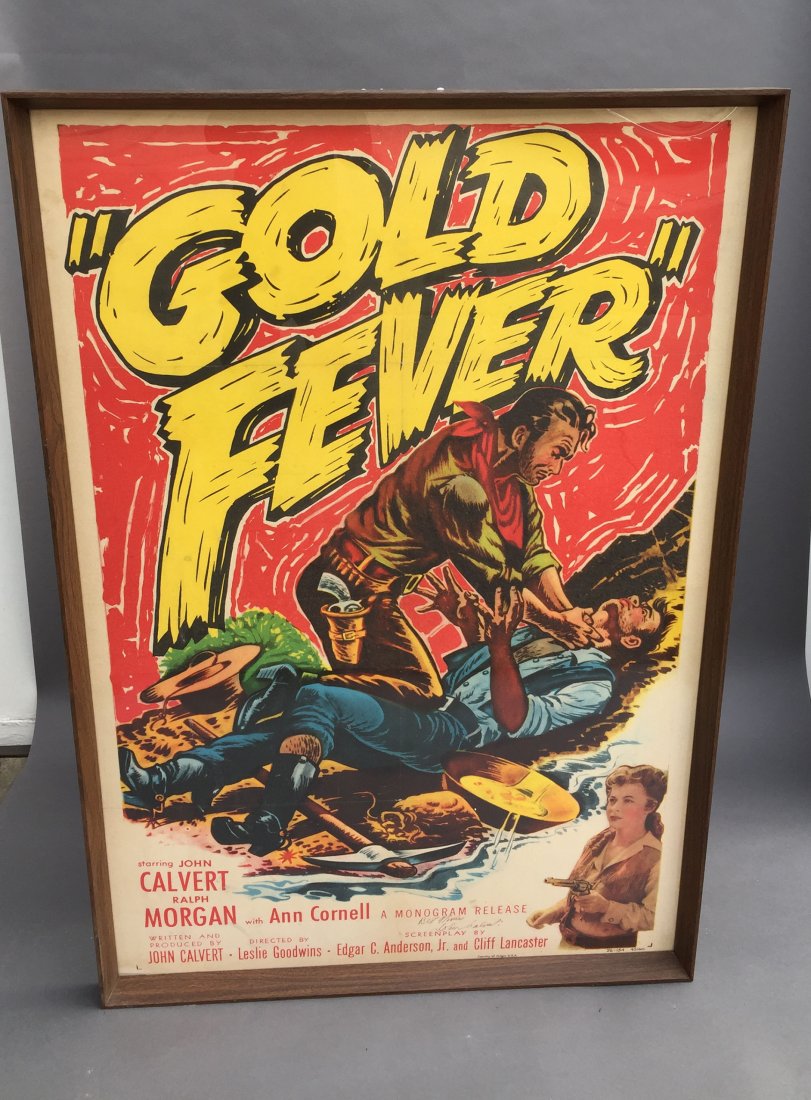 "GOLD
FEVER"
starring JOHN
CALVERT
RALPH
MORGAN with Ann Cornell A MONOGRAM RELEASE
WRITTEN AND
PRODUCED BY
JOHN CALVERT • DIRECTED BY
Leslie Goodwins • SCREENPLAY BY
Edgar C. Anderson, Jr. and Cliff Lancaster